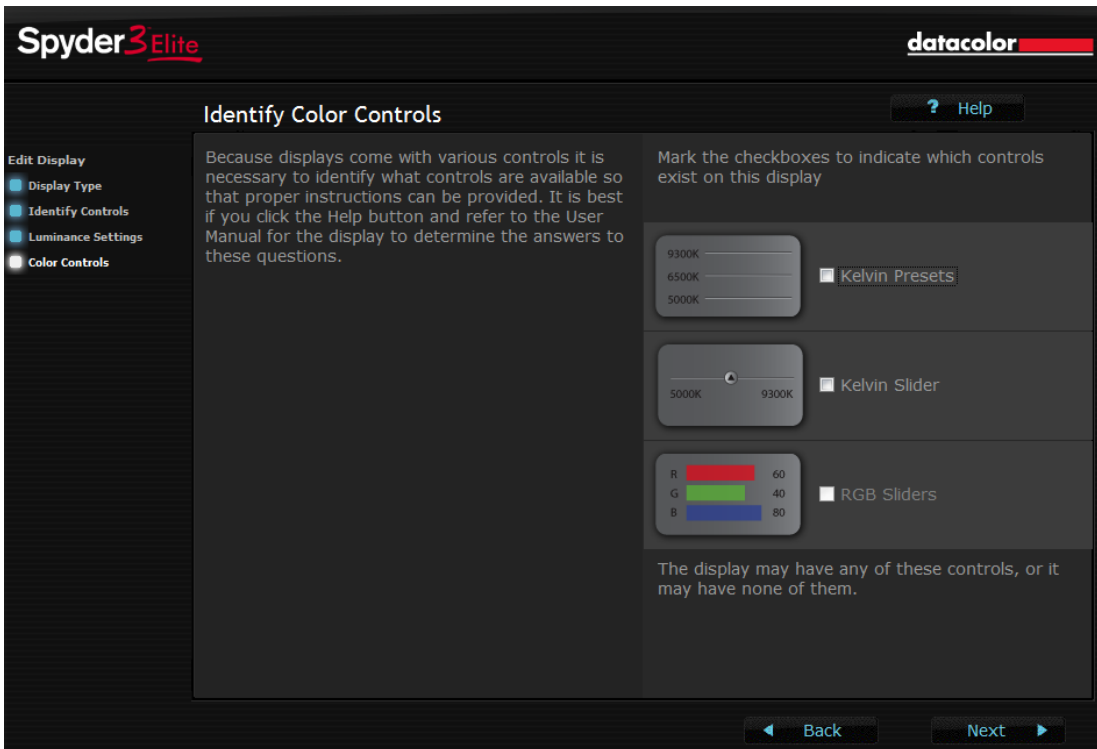 Spyder3Elite
datacolor
Identify Color Controls
? Help
Edit Display
Display Type
Identify Controls
Luminance Settings
Color Controls
Because displays come with various controls it is
necessary to identify what controls are available so
that proper instructions can be provided. It is best
if you click the Help button and refer to the User
Manual for the display to determine the answers to
these questions.
Mark the checkboxes to indicate which controls
exist on this display
9300K
6500K
5000K
Kelvin Presets
5000K 9300K
Kelvin Slider
R 60
G 40
B 80
RGB Sliders
The display may have any of these controls, or it
may have none of them.
Back
Next